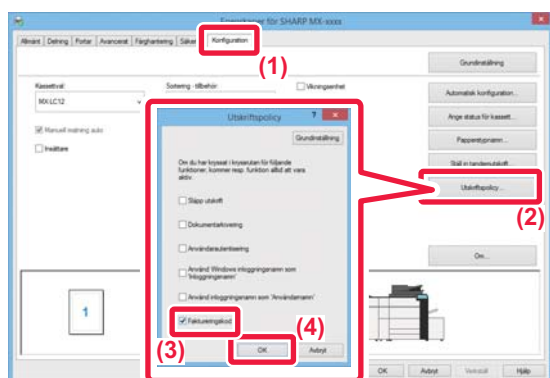 Egenskaper för SHARP MX-xxxx
Allmänt Delning Portar Avancerat Färghantering Säkerhet Konfiguration
(1)
Grundinställning
Kassettval:
Sortering - tillbehör:
Vikningsenhet
MX-LC12
Automatisk konfiguration...
Manuell matning auto
Insättare
Ange status för kassett...
Papperstypnamn...
Ställ in tandemutskrift...
Utskriftspolicy...
(2)
Om...
Utskriftspolicy
? x
Grundinställning
Om du har kryssat i kryssrutan för följande
funktioner, kommer resp. funktion alltid att vara
aktiv.
Släpp utskrift
Dokumentarkivering
Användarautentisering
Använd Windows inloggningsnamn som
'Inloggningsnamn'
Använd inloggningsnamn som 'Användarnamn'
Faktureringskod
(3)
(4)
OK Avbryt
1
OK Avbryt Verkställ Hjälp